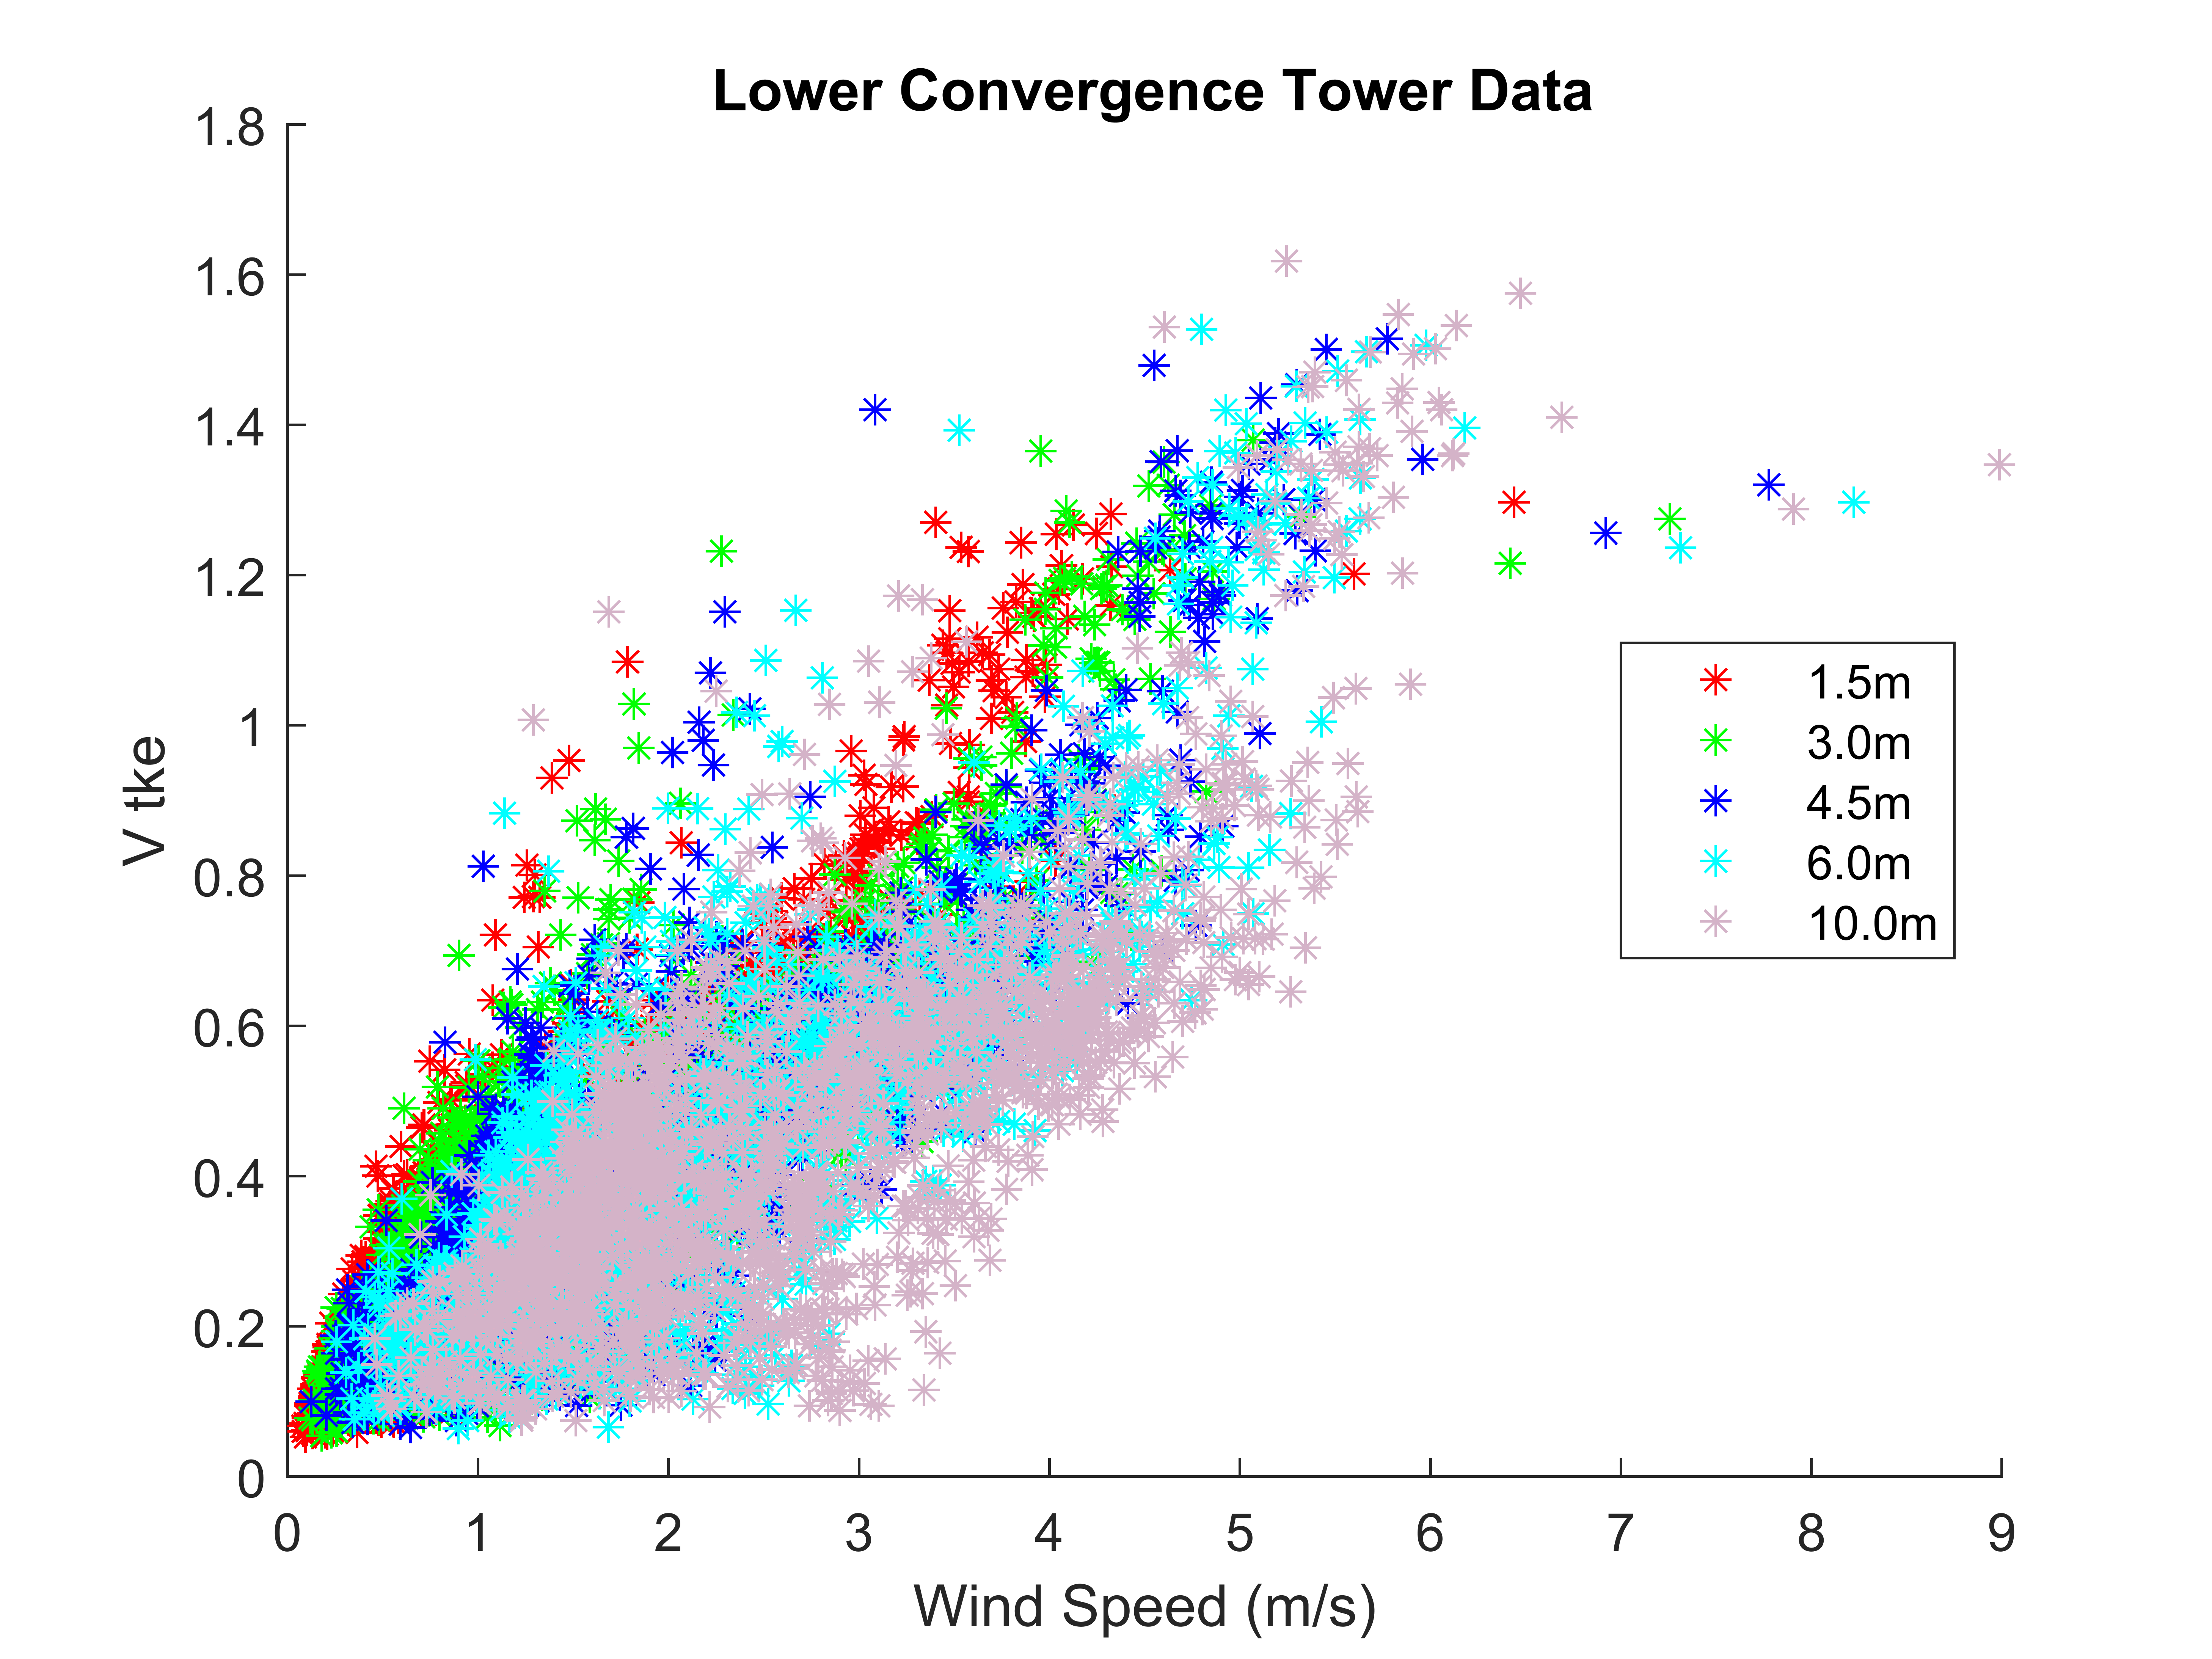 Lower Convergence Tower Data
1.8
1.6
1.4
1.2
1
0.8
0.6
0.4
0.2
0
V tke
1.5m
3.0m
4.5m
6.0m
10.0m
0 1 2 3 4 5 6 7 8 9
Wind Speed (m/s)